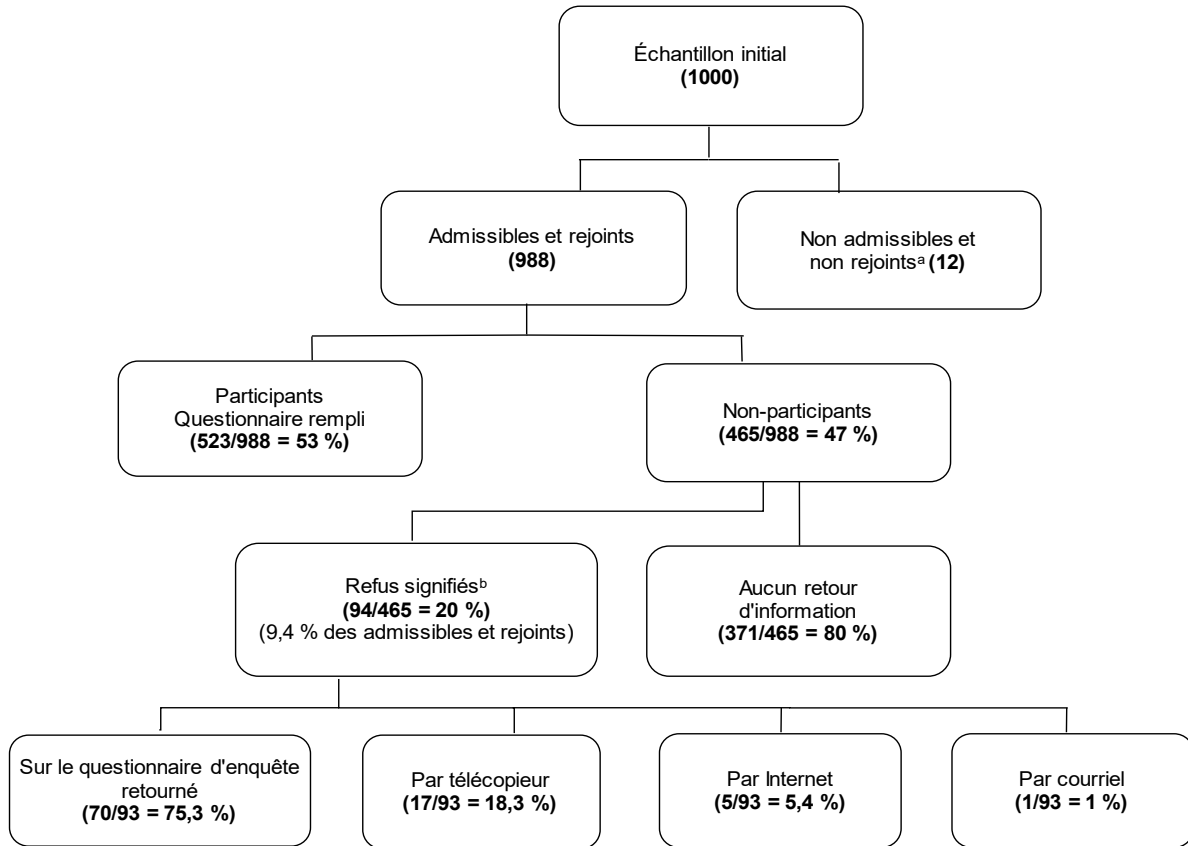 Échantillon initial
(1000)
Admissibles et rejoints
(988)
Non admissibles et
non rejointsᵃ (12)
Participants
Questionnaire rempli
(523/988 = 53 %)
Non-participants
(465/988 = 47 %)
Refus signifiésᵇ
(94/465 = 20 %)
(9,4 % des admissibles et rejoints)
Aucun retour
d'information
(371/465 = 80 %)
Sur le questionnaire d'enquête
retourné
(70/93 = 75,3 %)
Par télécopieur
(17/93 = 18,3 %)
Par Internet
(5/93 = 5,4 %)
Par courriel
(1/93 = 1 %)